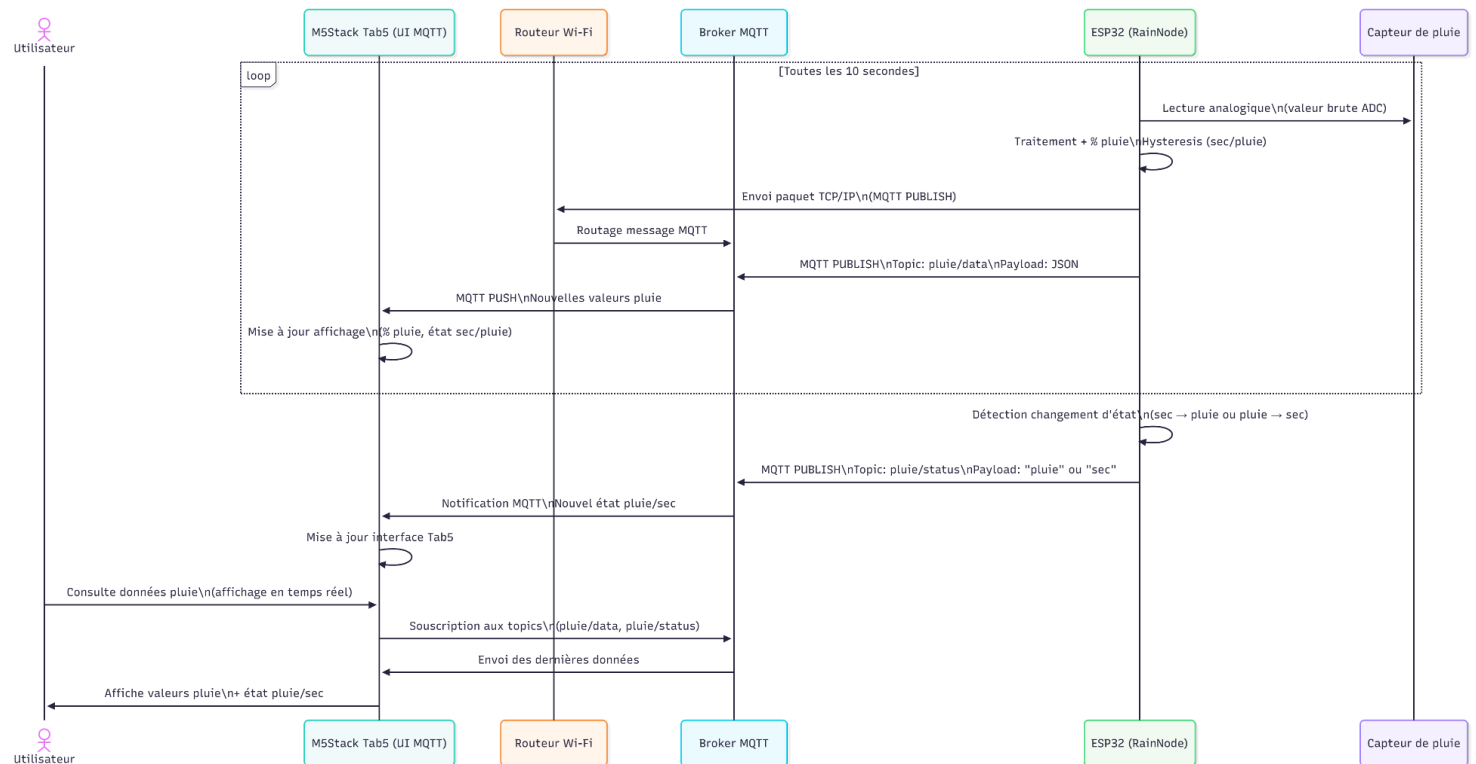 Utilisateur
M5Stack Tab5 (UI MQTT)
Routeur Wi-Fi
Broker MQTT
ESP32 (RainNode)
Capteur de pluie
loop
[Toutes les 10 secondes]
Lecture analogique\n(valeur brute ADC)
Traitement + % pluie\nHysteresis (sec/pluie)
Envoi paquet TCP/IP\n(MQTT PUBLISH)
Routage message MQTT
MQTT PUBLISH\nTopic: pluie/data\nPayload: JSON
MQTT PUSH\nNouvelles valeurs pluie
Mise à jour affichage\n(% pluie, état sec/pluie)
Détection changement d'état\n(sec → pluie ou pluie → sec)
MQTT PUBLISH\nTopic: pluie/status\nPayload: "pluie" ou "sec"
Notification MQTT\nNouvel état pluie/sec
Mise à jour interface Tab5
Consulte données pluie\n(affichage en temps réel)
Souscription aux topics\n(pluie/data, pluie/status)
Envoi des dernières données
Affiche valeurs pluie\n+ état pluie/sec
Utilisateur
M5Stack Tab5 (UI MQTT)
Routeur Wi-Fi
Broker MQTT
ESP32 (RainNode)
Capteur de pluie